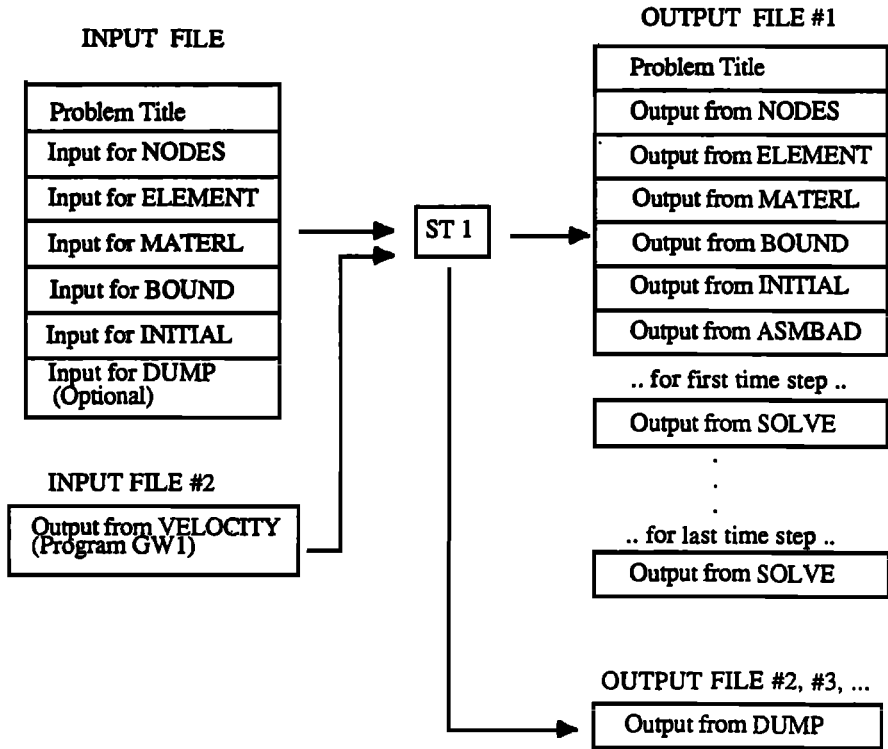 INPUT FILE
Problem Title
Input for NODES
Input for ELEMENT
Input for MATERL
Input for BOUND
Input for INITIAL
Input for DUMP
(Optional)
INPUT FILE #2
Output from VELOCITY
(Program GW1)
ST 1
OUTPUT FILE #1
Problem Title
Output from NODES
Output from ELEMENT
Output from MATERL
Output from BOUND
Output from INITIAL
Output from ASMBAD
.. for first time step ..
Output from SOLVE
.
.
.
.. for last time step ..
Output from SOLVE
OUTPUT FILE #2, #3, ...
Output from DUMP